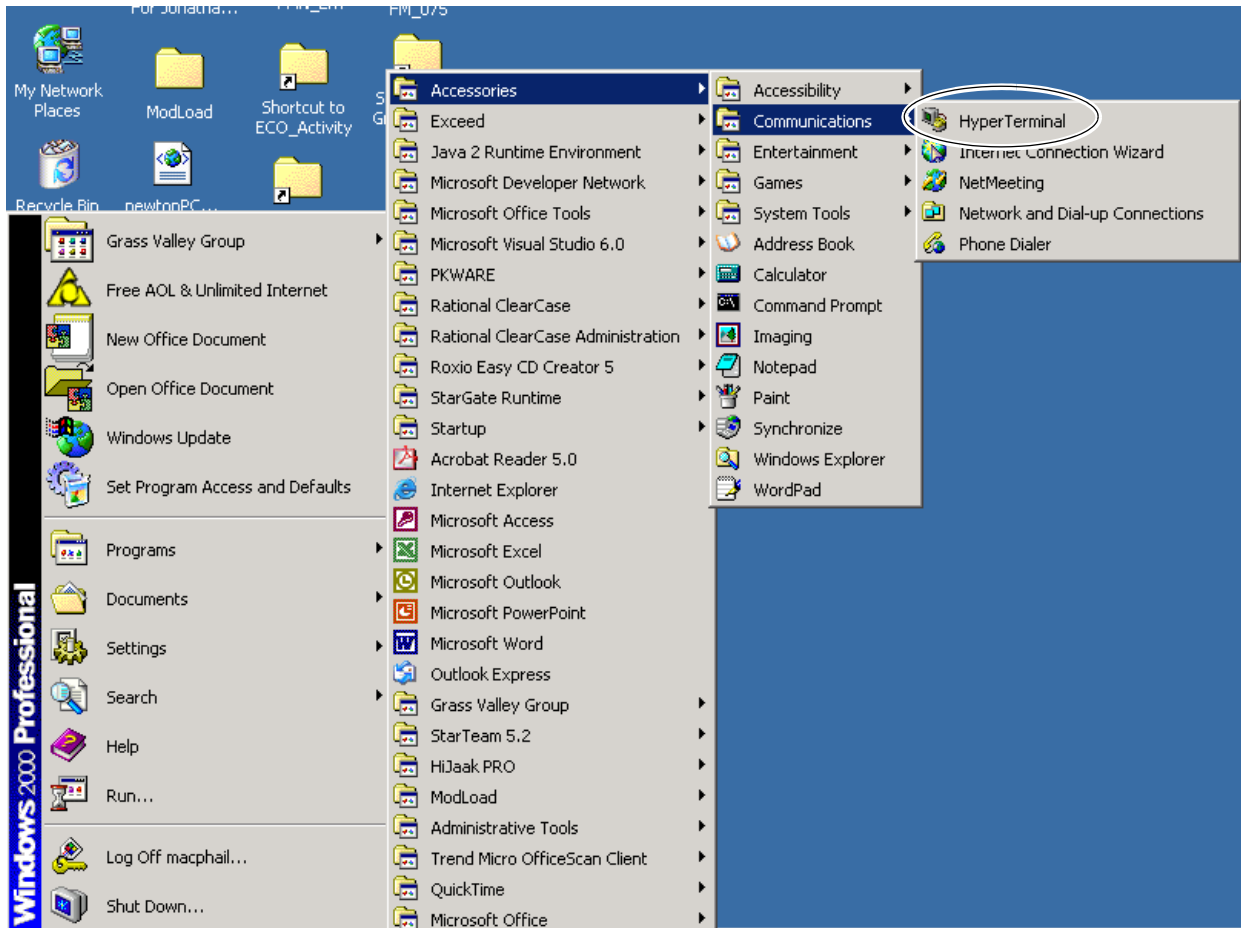 My Network
Places
ModLoad
Shortcut to
ECO_Activity
FM_075
Recycle Bin
newtonPC...
Grass Valley Group
Free AOL & Unlimited Internet
New Office Document
Open Office Document
Windows Update
Set Program Access and Defaults
Programs
Documents
Settings
Search
Help
Run...
Log Off macphail...
Shut Down...
Windows 2000 Professional
Accessories
Exceed
Java 2 Runtime Environment
Microsoft Developer Network
Microsoft Office Tools
Microsoft Visual Studio 6.0
PKWARE
Rational ClearCase
Rational ClearCase Administration
Roxio Easy CD Creator 5
StarGate Runtime
Startup
Acrobat Reader 5.0
Internet Explorer
Microsoft Access
Microsoft Excel
Microsoft Outlook
Microsoft PowerPoint
Microsoft Word
Outlook Express
Grass Valley Group
StarTeam 5.2
HiJaak PRO
ModLoad
Administrative Tools
Trend Micro OfficeScan Client
QuickTime
Microsoft Office
Accessibility
Communications
Entertainment
Games
System Tools
Address Book
Calculator
Command Prompt
Imaging
Notepad
Paint
Synchronize
Windows Explorer
WordPad
HyperTerminal
Internet Connection Wizard
NetMeeting
Network and Dial-up Connections
Phone Dialer